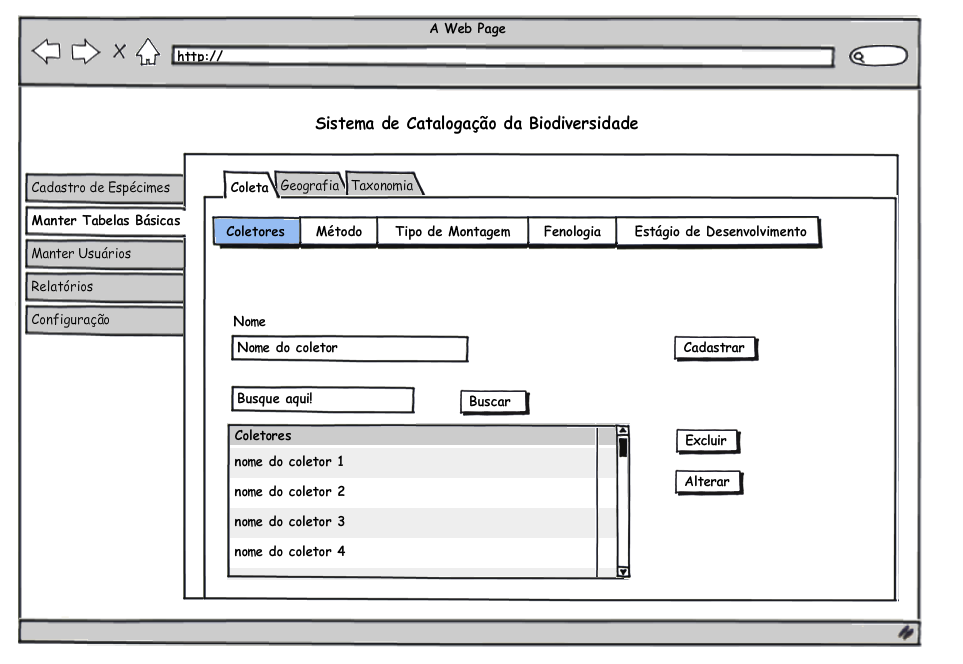 A Web Page
http://
Sistema de Catalogação da Biodiversidade
Cadastro de Espécimes
Manter Tabelas Básicas
Manter Usuários
Relatórios
Configuração
Coleta Geografia Taxonomia
Coletores Método Tipo de Montagem Fenologia Estágio de Desenvolvimento
Nome
Nome do coletor Cadastrar
Busque aqui! Buscar
Coletores Excluir
nome do coletor 1
Alterar
nome do coletor 2
nome do coletor 3
nome do coletor 4